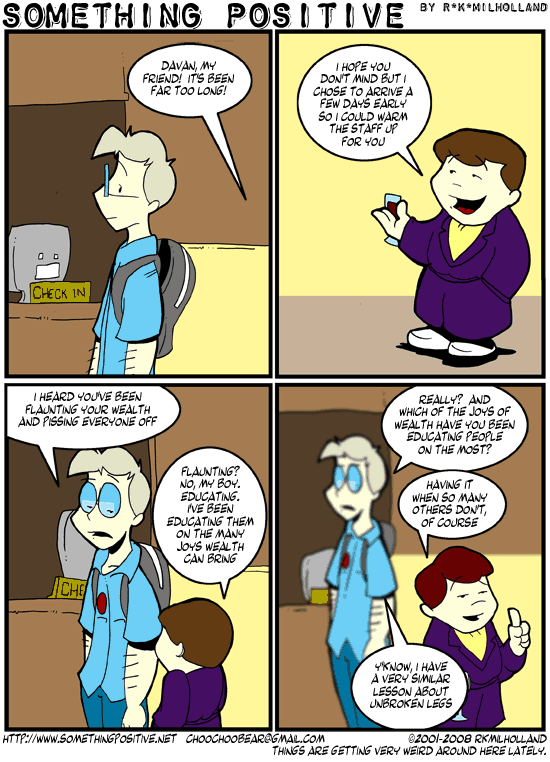 SOMETHING POSITIVE BY R*K*MILHOLLAND
DAVAN, MY
FRIEND! IT'S BEEN
FAR TOO LONG!
CHECK IN
I HOPE YOU
DON'T MIND BUT I
CHOSE TO ARRIVE A
FEW DAYS EARLY
SO I COULD WARM
THE STAFF UP
FOR YOU
I HEARD YOU'VE BEEN
FLAUNTING YOUR WEALTH
AND PISSING EVERYONE OFF
FLAUNTING?
NO, MY BOY.
EDUCATING.
I'VE BEEN
EDUCATING THEM
ON THE MANY
JOYS WEALTH
CAN BRING
CHE
REALLY? AND
WHICH OF THE JOYS OF
WEALTH HAVE YOU BEEN
EDUCATING PEOPLE
ON THE MOST?
HAVING IT
WHEN SO MANY
OTHERS DON'T,
OF COURSE
Y'KNOW, I HAVE
A VERY SIMILAR
LESSON ABOUT
UNBROKEN LEGS
HTTP://WWW.SOMETHINGPOSITIVE.NET CHOOCHOOBEAR@GMAIL.COM ©2001-2008 RKMILHOLLAND
THINGS ARE GETTING VERY WEIRD AROUND HERE LATELY.